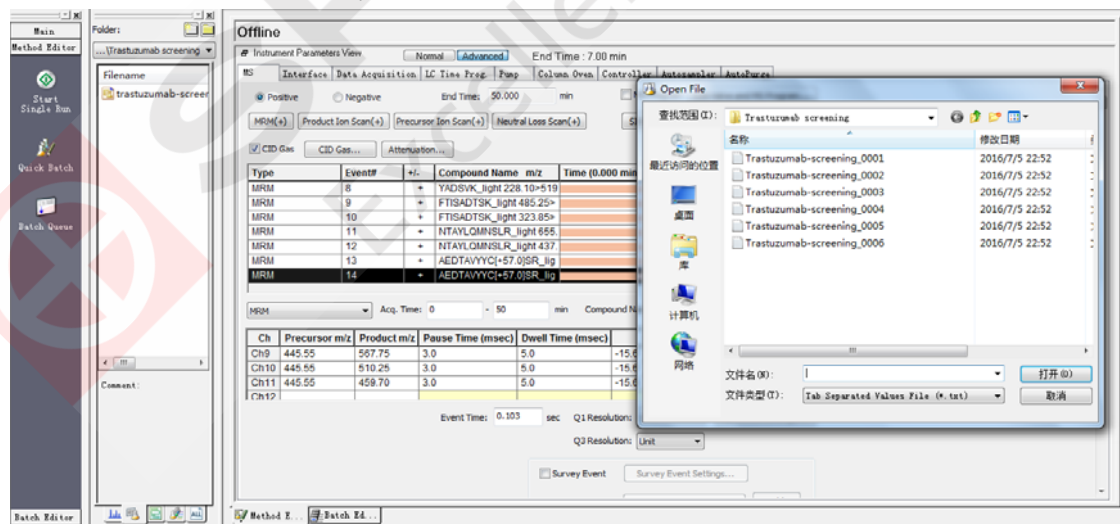 Main
Method Editor
Start
Single Run
Quick Batch
Batch Queue
Batch Editor
Folder:
...\Trastuzumab screening
Filename
trastuzumab-screer
Comment:
Offline
Instrument Parameters View
Normal
Advanced
End Time : 7.00 min
MS
Interface
Data Acquisition
LC Time Prog.
Pump
Column Oven
Controller
Autosampler
AutoPurge
Positive
Negative
End Time: 50.000 min
MRM(+)
Product Ion Scan(+)
Precursor Ion Scan(+)
Neutral Loss Scan(+)
CID Gas
CID Gas...
Attenuation...
Type Event# +/- Compound Name m/z Time (0.000 min
MRM 8 + YADSVK_light 228.10>519
MRM 9 + FTISADTSK_light 485.25>
MRM 10 + FTISADTSK_light 323.85>
MRM 11 + NTAYLQMNSLR_light 655.
MRM 12 + NTAYLQMNSLR_light 437.
MRM 13 + AEDTAVYYC[+57.0]SR_lig
MRM 14 + AEDTAVYYC[+57.0]SR_lig
MRM
Acq. Time: 0 - 50 min
Compound N
Ch Precursor m/z Product m/z Pause Time (msec) Dwell Time (msec)
Ch9 445.55 567.75 3.0 5.0 -15.6
Ch10 445.55 510.25 3.0 5.0 -15.6
Ch11 445.55 459.70 3.0 5.0 -15.6
Ch12
Event Time: 0.103 sec
Q1 Resolution:
Q3 Resolution: Unit
Survey Event
Survey Event Settings...
Method E...
Batch Ed...
Open File
查找范围(I):
Trastuzumab screening
名称
修改日期
Trastuzumab-screening_0001 2016/7/5 22:52
Trastuzumab-screening_0002 2016/7/5 22:52
Trastuzumab-screening_0003 2016/7/5 22:52
Trastuzumab-screening_0004 2016/7/5 22:52
Trastuzumab-screening_0005 2016/7/5 22:52
Trastuzumab-screening_0006 2016/7/5 22:52
最近访问的位置
桌面
库
计算机
网络
文件名(N):
打开(O)
文件类型(T):
Tab Separated Values File (*.txt)
取消